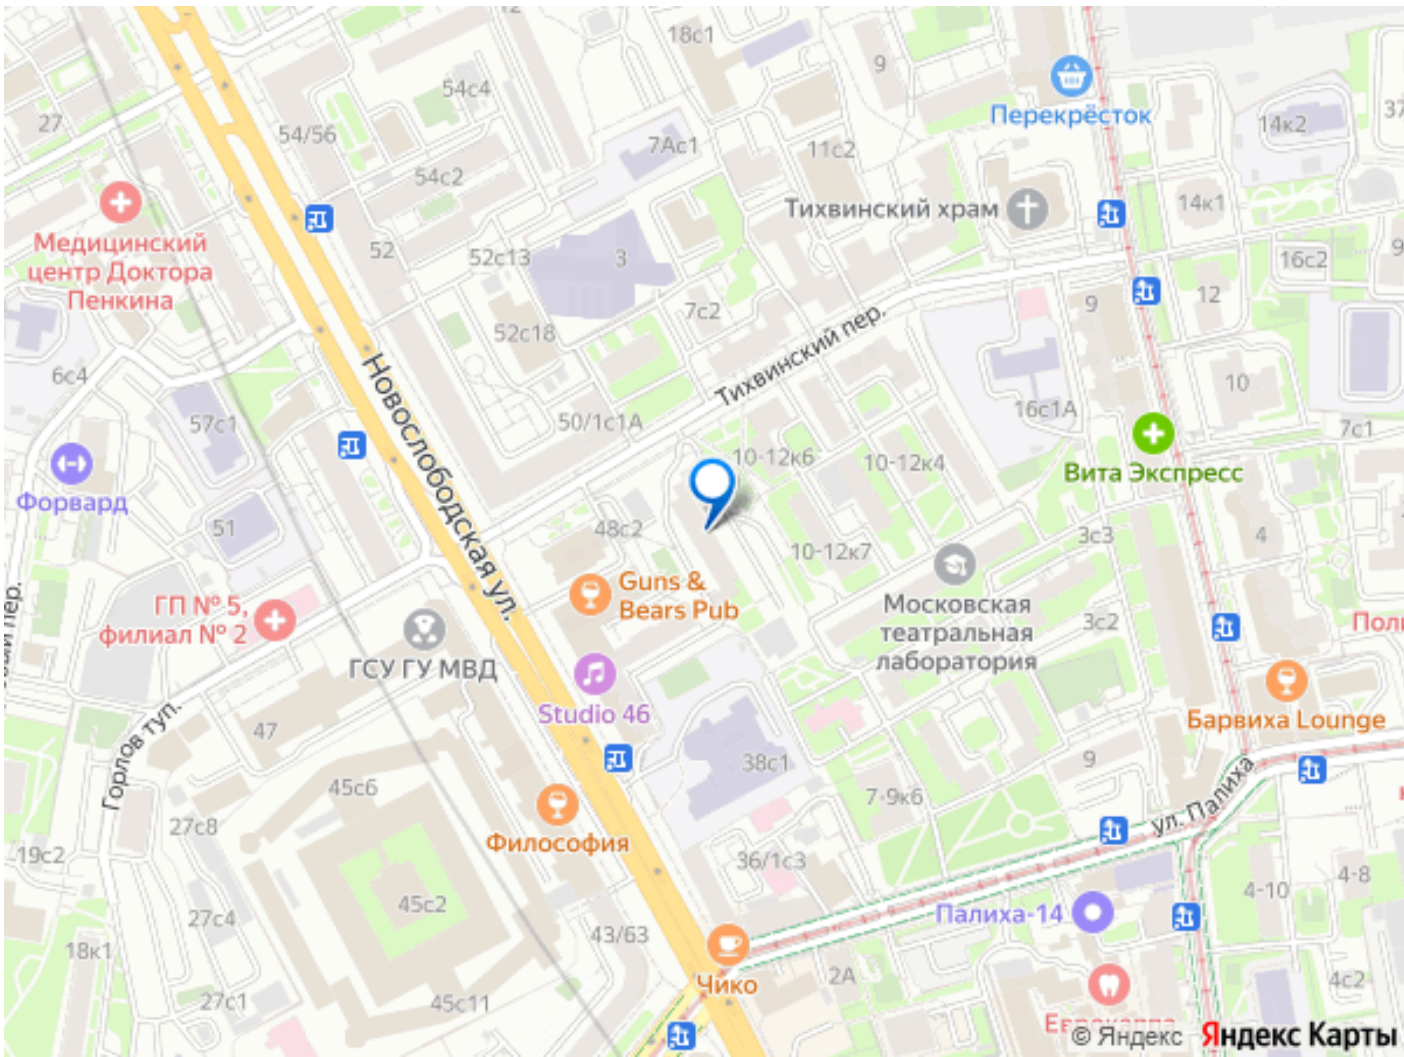 12
18с1
9
54с4
Перекрёсток
14к2
37
27
54/56
7Ас1
11с2
54с2
14к1
Тихвинский храм
Медицинский
центр Доктора
Пенкина
52
52с13
3
16с2
9
12
9
7с2
52с18
Тихвинский пер.
6с4
Новослободская ул.
10
16с1А
57с1
50/1с1А
7с1
10-12к6
10-12к4
Вита Экспресс
Форвард
51
48с2
10-12к7
3с3
4
Guns &
Bears Pub
ГП № 5,
филиал № 2
Московская
театральная
лаборатория
3с2
Поли
ГСУ ГУ МВД
Studio 46
Барвиха Lounge
Горлов туп.
47
38с1
9
45с6
7-9к6
ул. Палиха
27с8
Философия
19с2
36/1с3
4-8
4-10
45с2
27с4
Палиха-14
43/63
18к1
Чико
2А
4с2
27с1
45с11
© Яндекс
Яндекс Карты